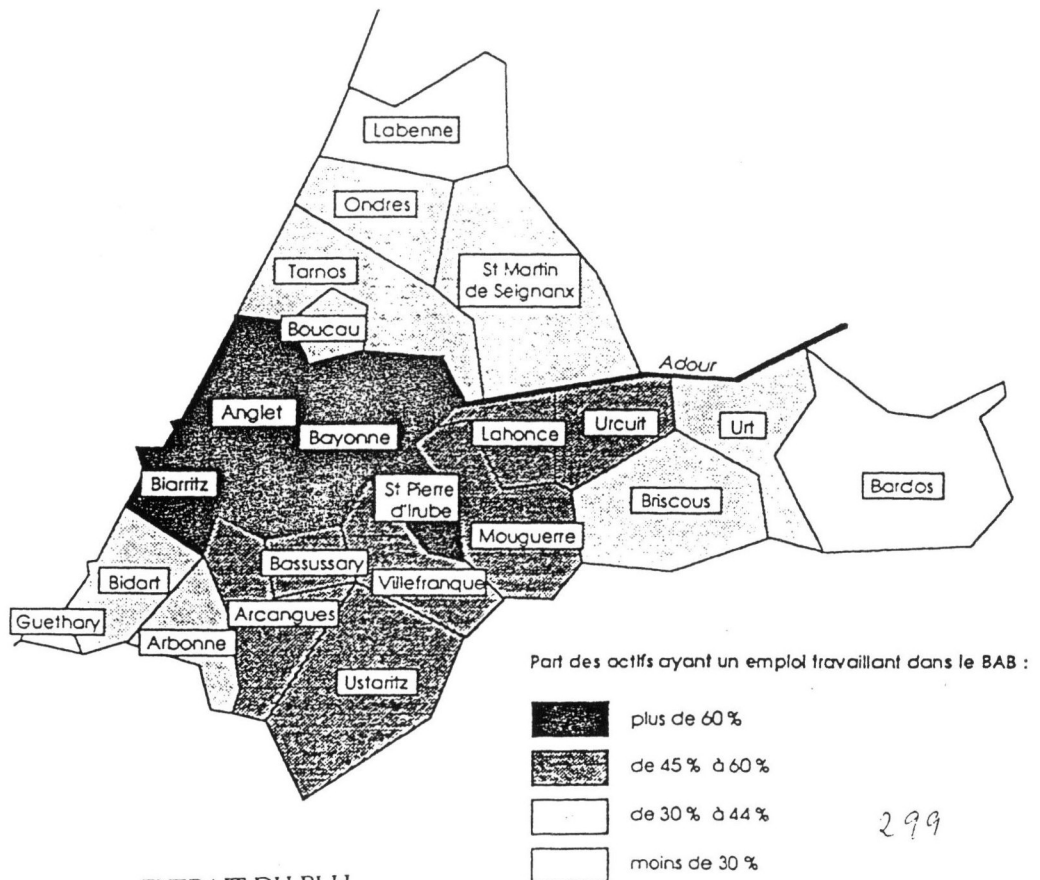 Labenne
Ondres
Tarnos
St Martin
de Seignanx
Boucau
Adour
Anglet
Bayonne
Lahonce
Urcuit
Urt
Biarritz
St Pierre
d'Irube
Briscous
Bardos
Mouguerre
Bassussary
Bidart
Villefranque
Guethary
Arcangues
Arbonne
Ustaritz
Part des actifs ayant un emploi travaillant dans le BAB :
plus de 60 %
de 45 % à 60 %
de 30 % à 44 %
299
moins de 30 %
EXTRAIT DU P.L.H.